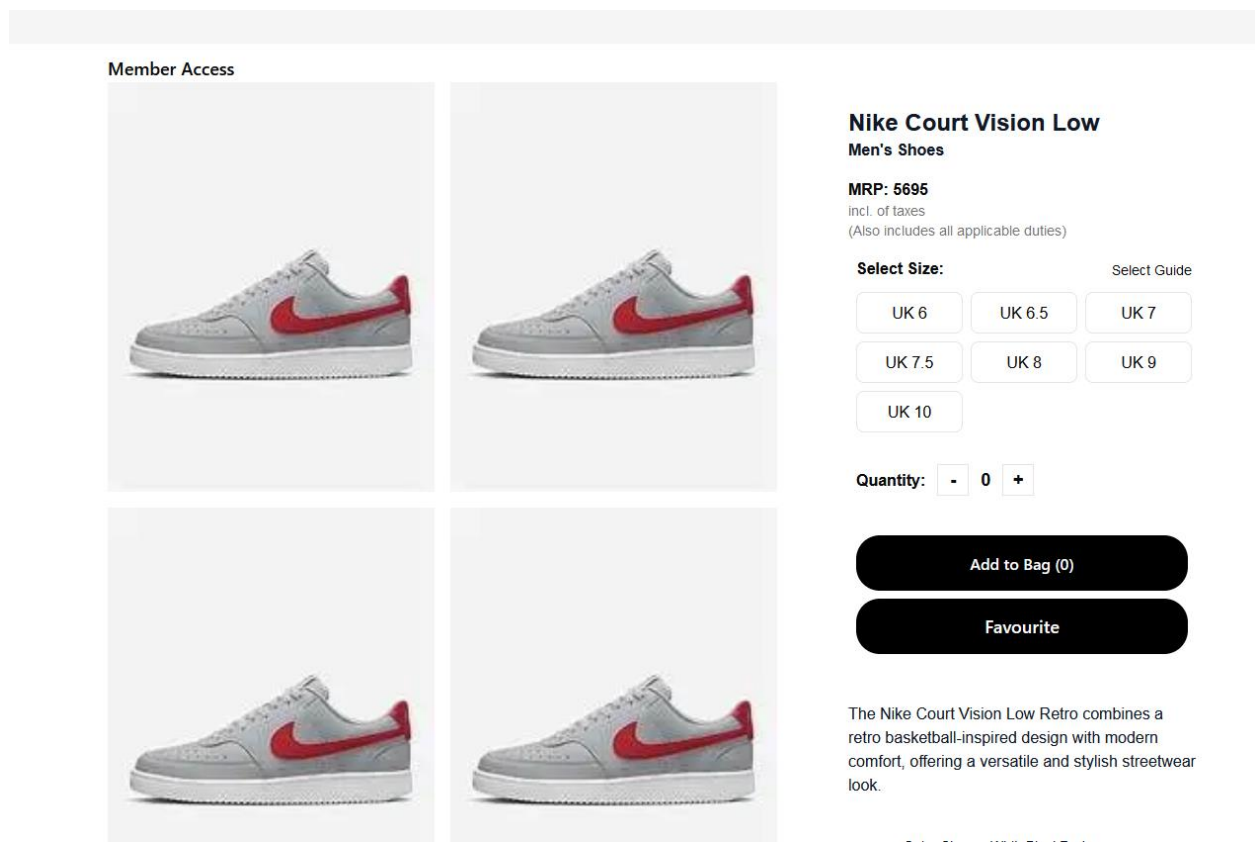 Member Access
Nike Court Vision Low
Men's Shoes
MRP: 5695
incl. of taxes
(Also includes all applicable duties)
Select Size:
Select Guide
UK 6
UK 6.5
UK 7
UK 7.5
UK 8
UK 9
UK 10
Quantity:
-
0
+
Add to Bag (0)
Favourite
The Nike Court Vision Low Retro combines a
retro basketball-inspired design with modern
comfort, offering a versatile and stylish streetwear
look.